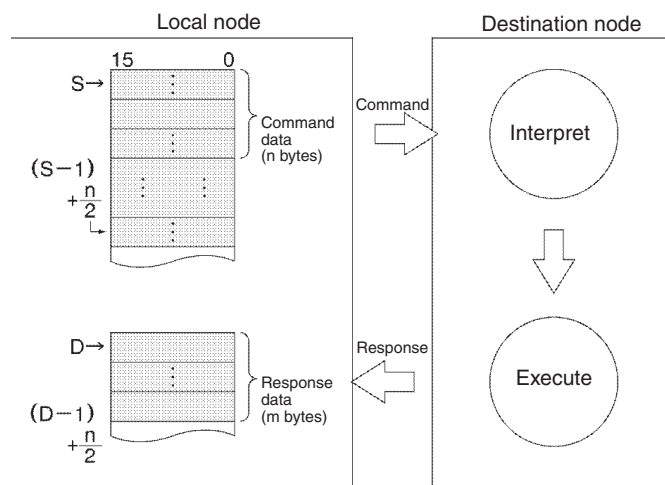 Local node
Destination node
15 0
S→
Command
data
(n bytes)
(S−1)
+ n/2
Command
Interpret
D→
Response
data
(m bytes)
(D−1)
+ n/2
Response
Execute